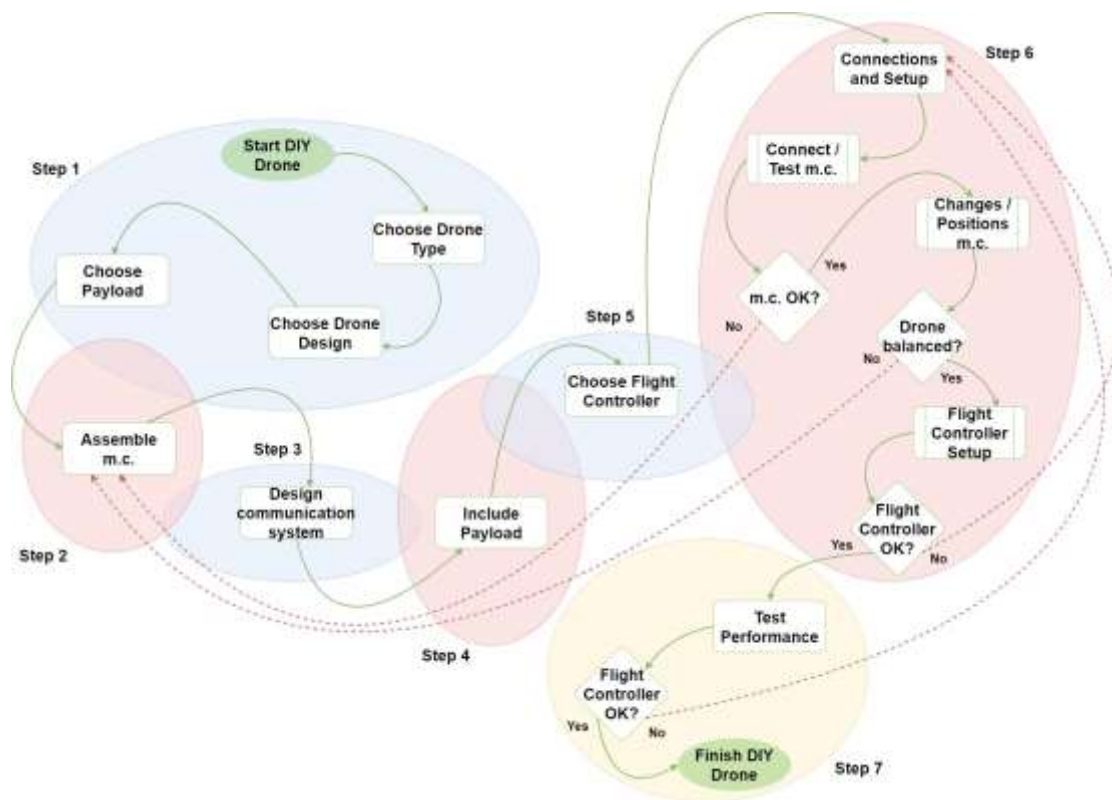 Step 1
Start DIY
Drone
Choose Drone
Type
Choose Drone
Design
Choose
Payload
Step 2
Assemble
m.c.
Step 3
Design
communication
system
Step 4
Include
Payload
Step 5
Choose Flight
Controller
Step 6
Connections
and Setup
Connect /
Test m.c.
m.c. OK?
Yes
No
Changes /
Positions
m.c.
Drone
balanced?
No
Yes
Flight
Controller
Setup
Flight
Controller
OK?
Yes
No
Step 7
Test
Performance
Flight
Controller
OK?
Yes
No
Finish DIY
Drone